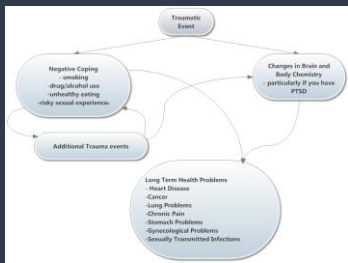 Traumatic
Event
Negative Coping
- smoking
-drug/alcohol use
-unhealthy eating
-risky sexual experiences
Changes in Brain and
Body Chemistry
- particularly if you have
PTSD
Additional Trauma events
Long Term Health Problems
- Heart Disease
-Cancer
-Lung Problems
-Chronic Pain
-Stomach Problems
-Gynecological Problems
-Sexually Transmitted Infections